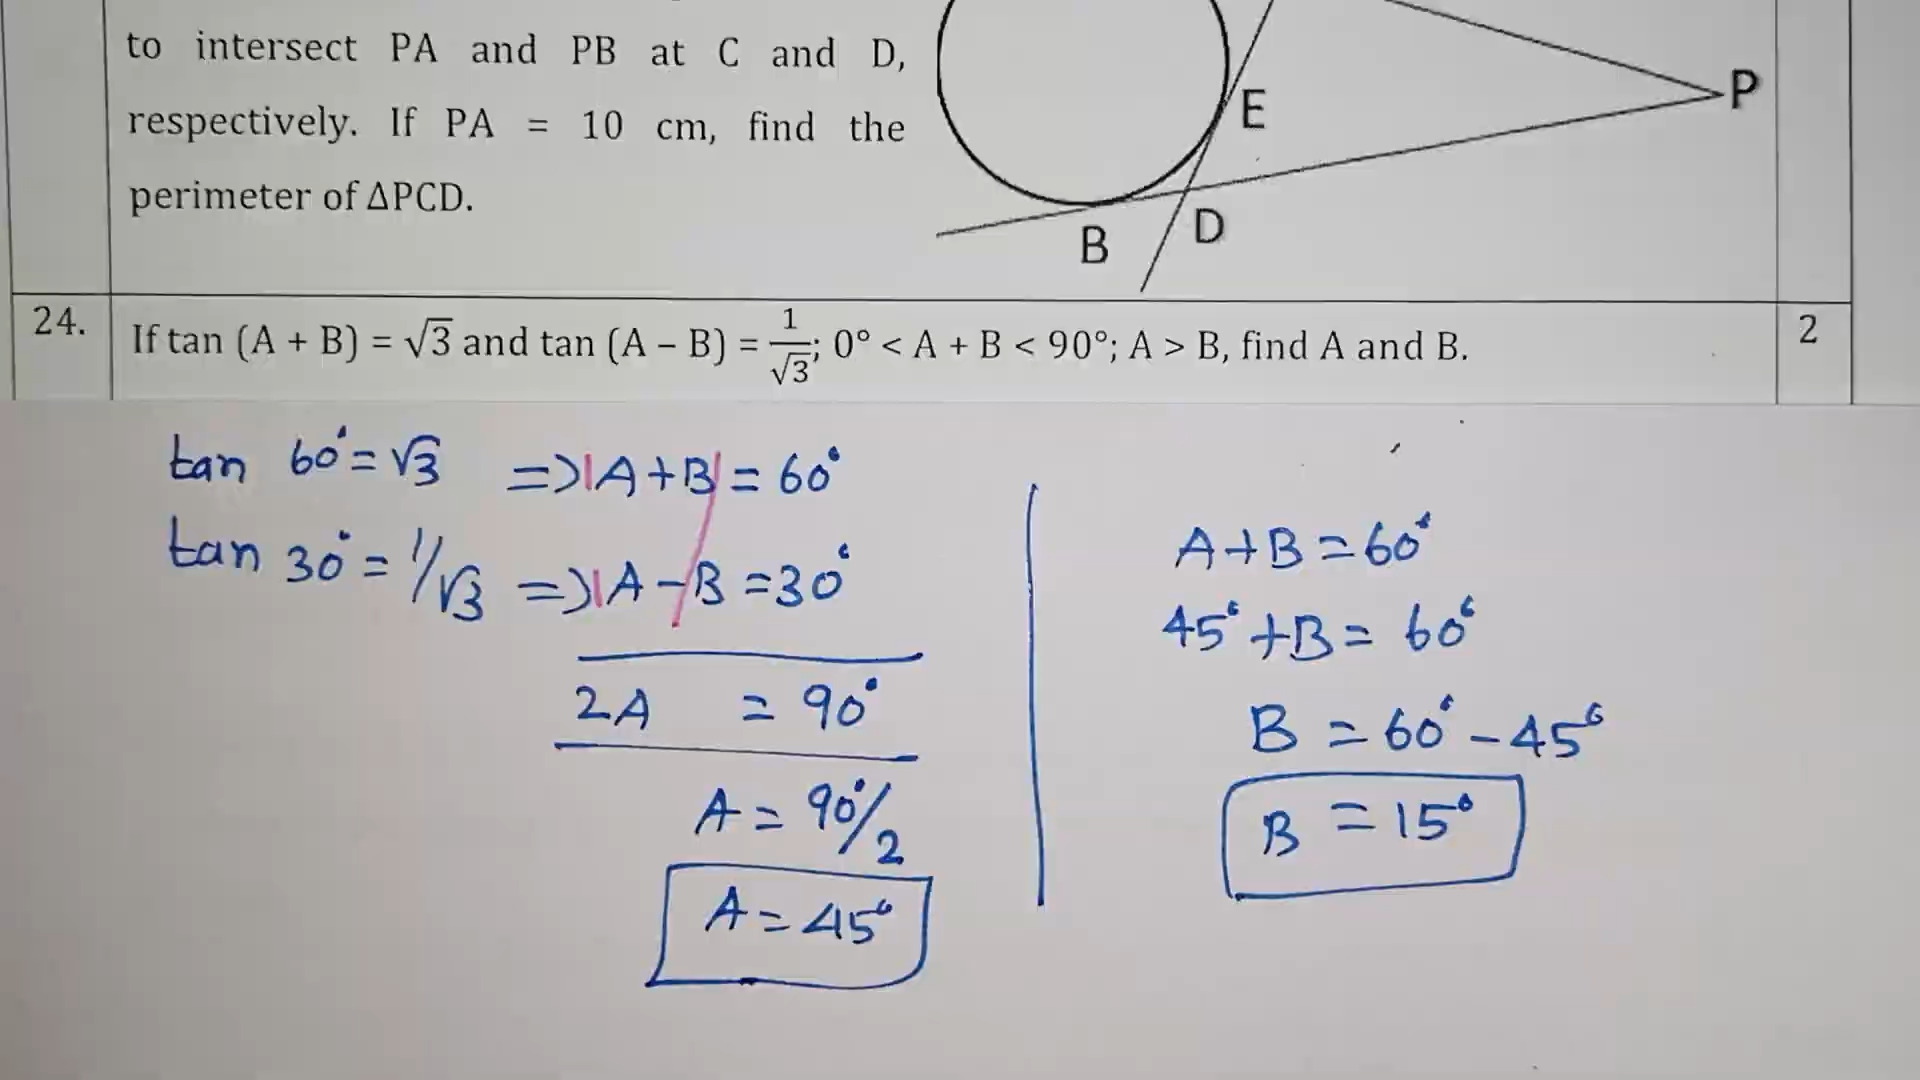 to intersect PA and PB at C and D,
respectively. If PA = 10 cm, find the
perimeter of ΔPCD.
E
P
B
D
24. If tan (A + B) = √3 and tan (A − B) = 1/√3; 0° < A + B < 90°; A > B, find A and B. 2
tan 60° = √3 => A+B = 60°
tan 30° = 1/√3 => A−B = 30°
2A = 90°
A = 90°/2
A = 45°
A+B = 60°
45° + B = 60°
B = 60° − 45°
B = 15°